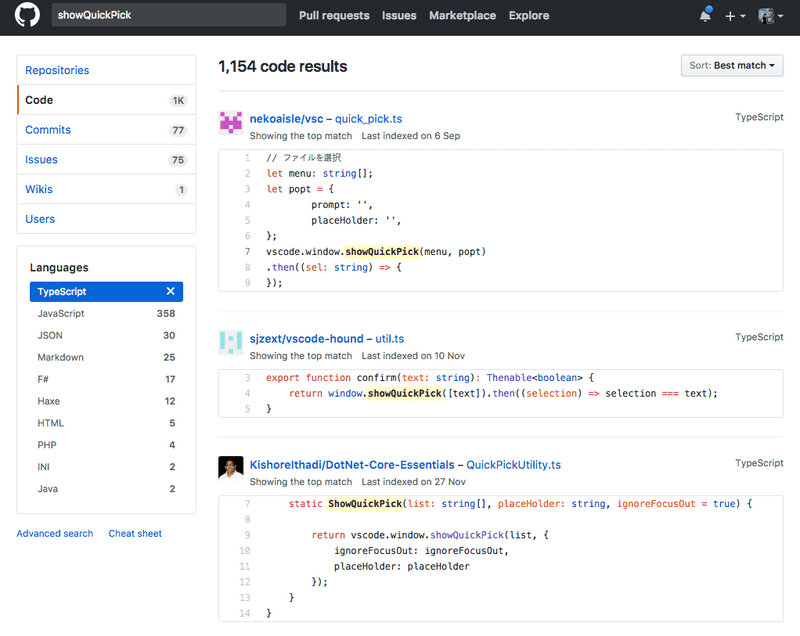 showQuickPick
Pull requests Issues Marketplace Explore
Repositories
Code 1K
Commits 77
Issues 75
Wikis 1
Users
Languages
TypeScript ✕
JavaScript 358
JSON 30
Markdown 25
F# 17
Haxe 12
HTML 5
PHP 4
INI 2
Java 2
Advanced search Cheat sheet
1,154 code results
Sort: Best match
nekoaisle/vsc – quick_pick.ts TypeScript
Showing the top match Last indexed on 6 Sep
1 // ファイルを選択
2 let menu: string[];
3 let popt = {
4 prompt: '',
5 placeHolder: '',
6 };
7 vscode.window.showQuickPick(menu, popt)
8 .then((sel: string) => {
9 });
sjzext/vscode-hound – util.ts TypeScript
Showing the top match Last indexed on 10 Nov
3 export function confirm(text: string): Thenable<boolean> {
4 return window.showQuickPick([text]).then((selection) => selection === text);
5 }
KishoreIthadi/DotNet-Core-Essentials – QuickPickUtility.ts TypeScript
Showing the top match Last indexed on 27 Nov
7 static ShowQuickPick(list: string[], placeHolder: string, ignoreFocusOut = true) {
8
9 return vscode.window.showQuickPick(list, {
10 ignoreFocusOut: ignoreFocusOut,
11 placeHolder: placeHolder
12 });
13 }
14 }